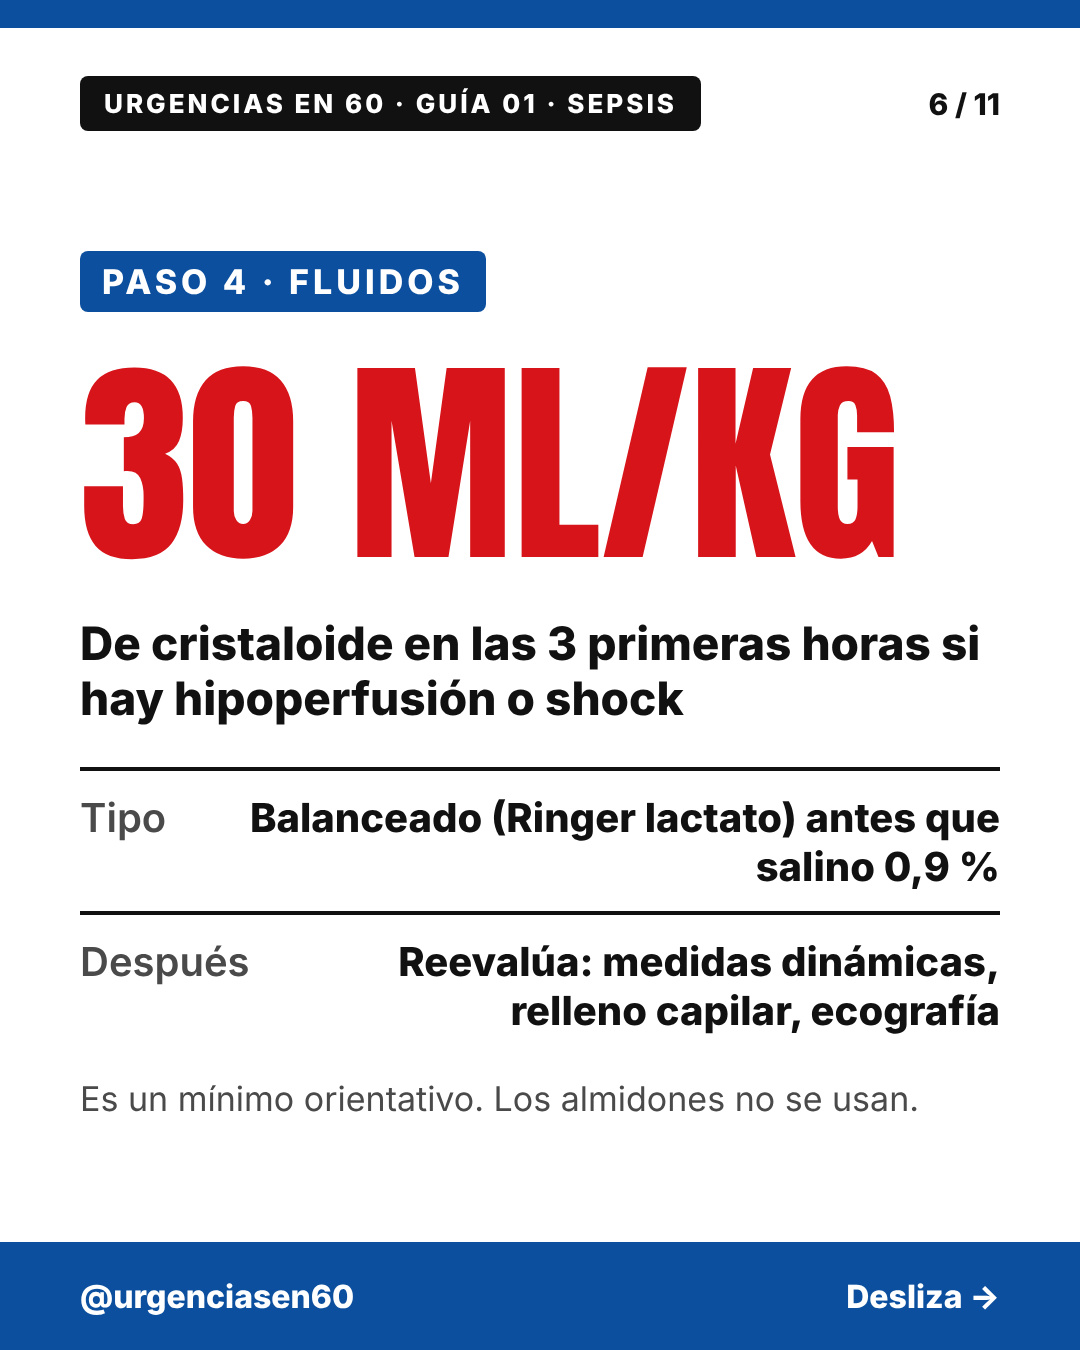 URGENCIAS EN 60 · GUÍA 01 · SEPSIS
6 / 11
PASO 4 · FLUIDOS
30 ML/KG
De cristaloide en las 3 primeras horas si
hay hipoperfusión o shock
Tipo
Balanceado (Ringer lactato) antes que
salino 0,9 %
Después
Reevalúa: medidas dinámicas,
relleno capilar, ecografía
Es un mínimo orientativo. Los almidones no se usan.
@urgenciasen60
Desliza →